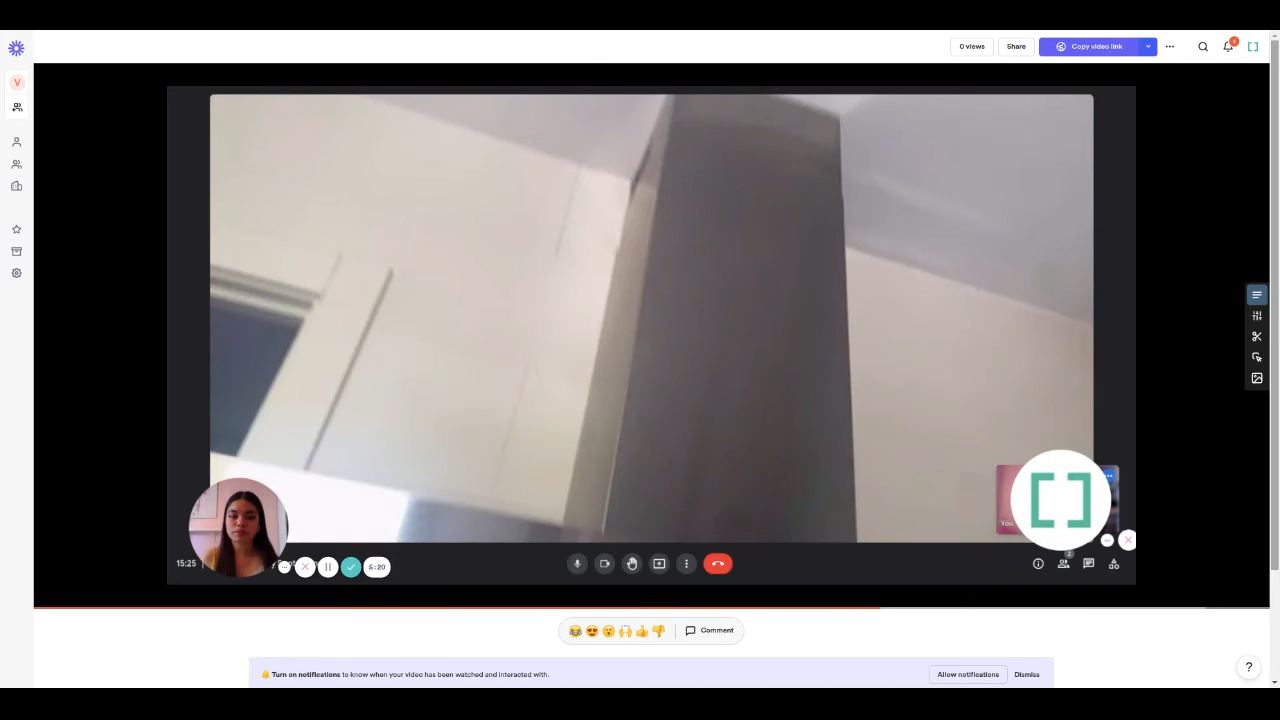 V
0 views
Share
Copy video link
You
15:25
5:20
Comment
Turn on notifications to know when your video has been watched and interacted with.
Allow notifications
Dismiss
?